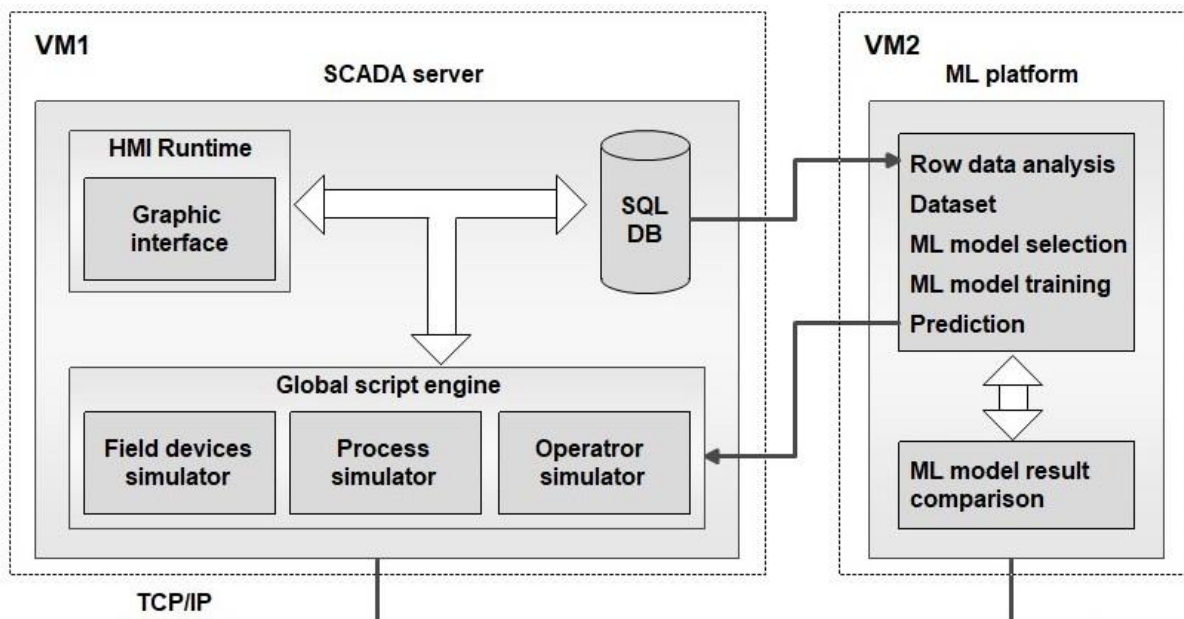 VM1
SCADA server
HMI Runtime
Graphic
interface
SQL
DB
Global script engine
Field devices
simulator
Process
simulator
Operatror
simulator
TCP/IP
VM2
ML platform
Row data analysis
Dataset
ML model selection
ML model training
Prediction
ML model result
comparison